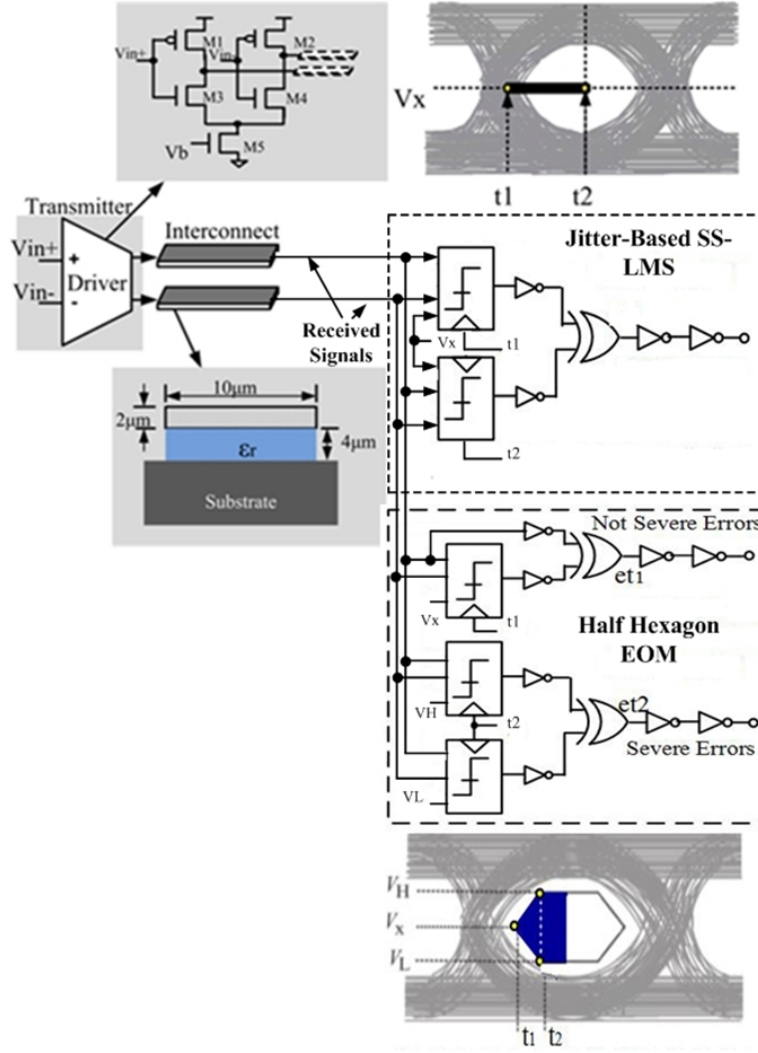 Vin+
M1
Vin-
M2
M3
M4
Vb
M5
Vx
t1
t2
Transmitter
Vin+
Vin-
+
-
Driver
Interconnect
Received
Signals
Jitter-Based SS-
LMS
Vx
t1
t2
10μm
2μm
4μm
εr
Substrate
Not Severe Errors
et1
Vx
t1
Half Hexagon
EOM
VH
t2
et2
Severe Errors
VL
VH
Vx
VL
t1
t2